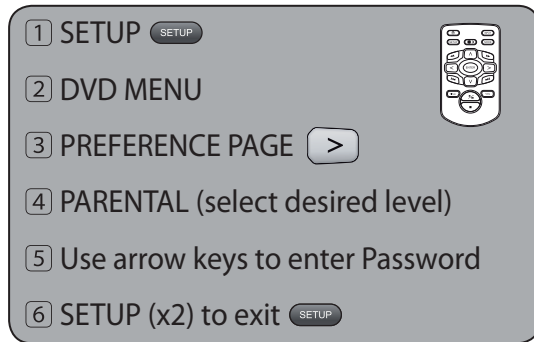 1 SETUP SETUP
2 DVD MENU
3 PREFERENCE PAGE >
4 PARENTAL (select desired level)
5 Use arrow keys to enter Password
6 SETUP (x2) to exit SETUP